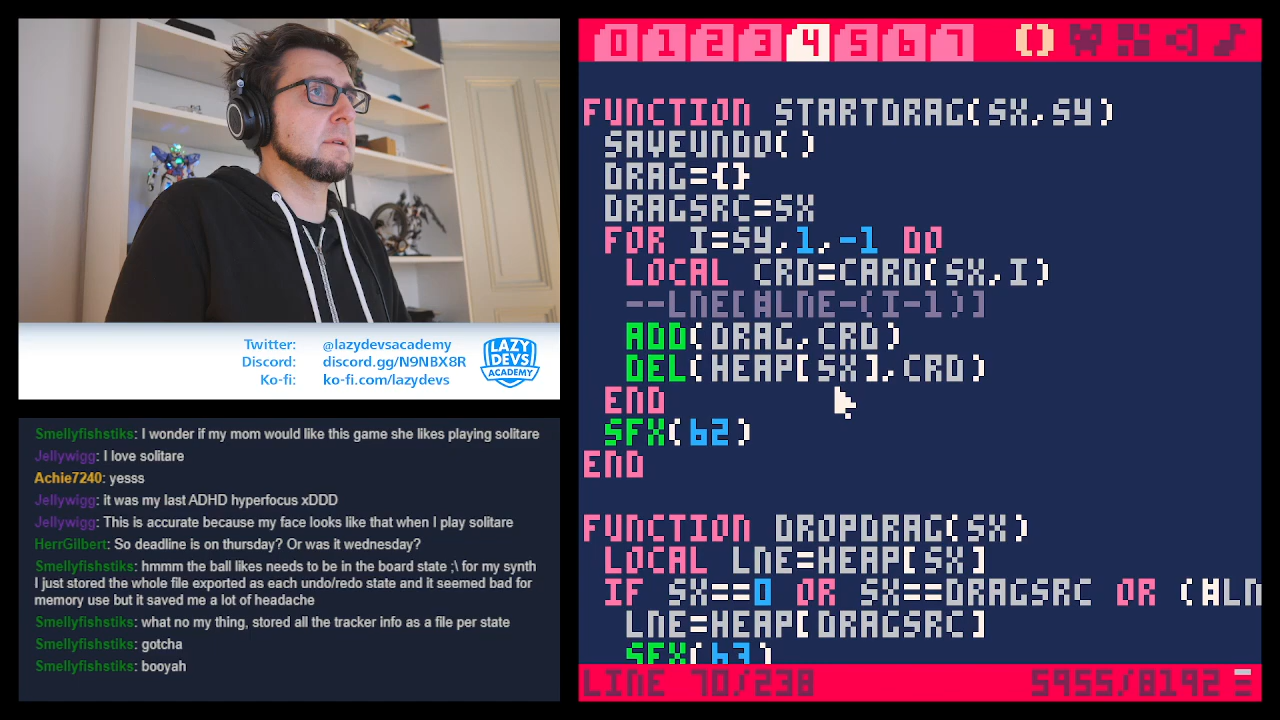 Twitter: @lazydevsacademy
Discord: discord.gg/N9NBX8R
Ko-fi: ko-fi.com/lazydevs
LAZY
DEVS
ACADEMY
Smellyfishstiks: I wonder if my mom would like this game she likes playing solitare
Jellywigg: I love solitare
Achie7240: yesss
Jellywigg: it was my last ADHD hyperfocus xDDD
Jellywigg: This is accurate because my face looks like that when I play solitare
HerrGilbert: So deadline is on thursday? Or was it wednesday?
Smellyfishstiks: hmmm the ball likes needs to be in the board state ;\ for my synth
I just stored the whole file exported as each undo/redo state and it seemed bad for
memory use but it saved me a lot of headache
Smellyfishstiks: what no my thing, stored all the tracker info as a file per state
Smellyfishstiks: gotcha
Smellyfishstiks: booyah
0 1 2 3 4 5 6 7 ()
FUNCTION STARTDRAG(SX,SY)
SAVEUNDO()
DRAG={}
DRAGSRC=SX
FOR I=SY,1,-1 DO
LOCAL CRD=CARD(SX,I)
--LNE[#LNE-(I-1)]
ADD(DRAG,CRD)
DEL(HEAP[SX],CRD)
END
SFX(62)
END
FUNCTION DROPDRAG(SX)
LOCAL LNE=HEAP[SX]
IF SX==0 OR SX==DRAGSRC OR (#LN
LNE=HEAP[DRAGSRC]
SFX(63)
LINE 70/238 5955/8192